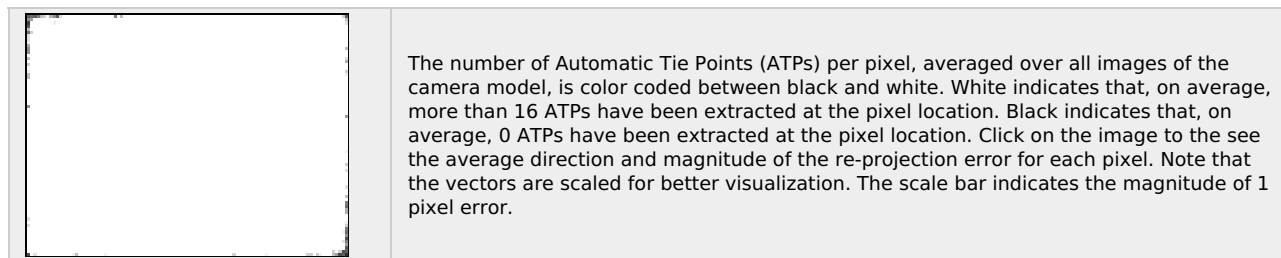 The number of Automatic Tie Points (ATPs) per pixel, averaged over all images of the
camera model, is color coded between black and white. White indicates that, on average,
more than 16 ATPs have been extracted at the pixel location. Black indicates that, on
average, 0 ATPs have been extracted at the pixel location. Click on the image to the see
the average direction and magnitude of the re-projection error for each pixel. Note that
the vectors are scaled for better visualization. The scale bar indicates the magnitude of 1
pixel error.